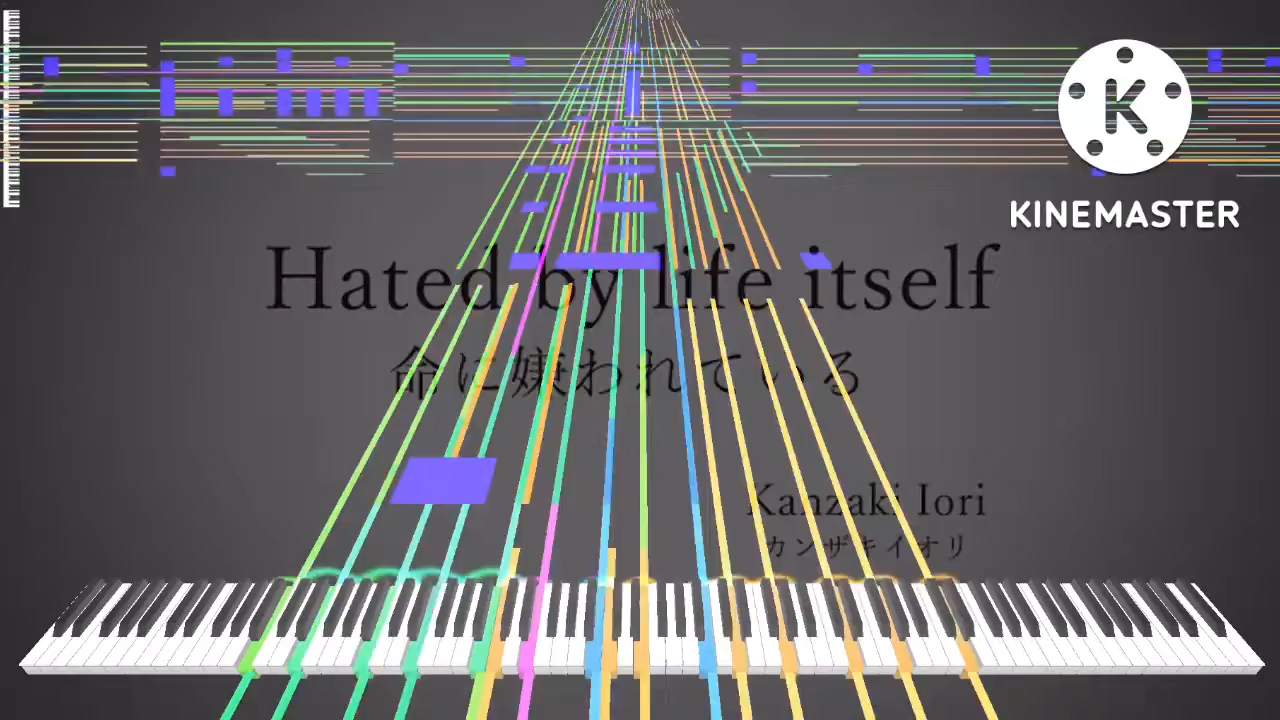 K
KINEMASTER
Hated by life itself
命に嫌われている
Kanzaki Iori
カンザキイオリ